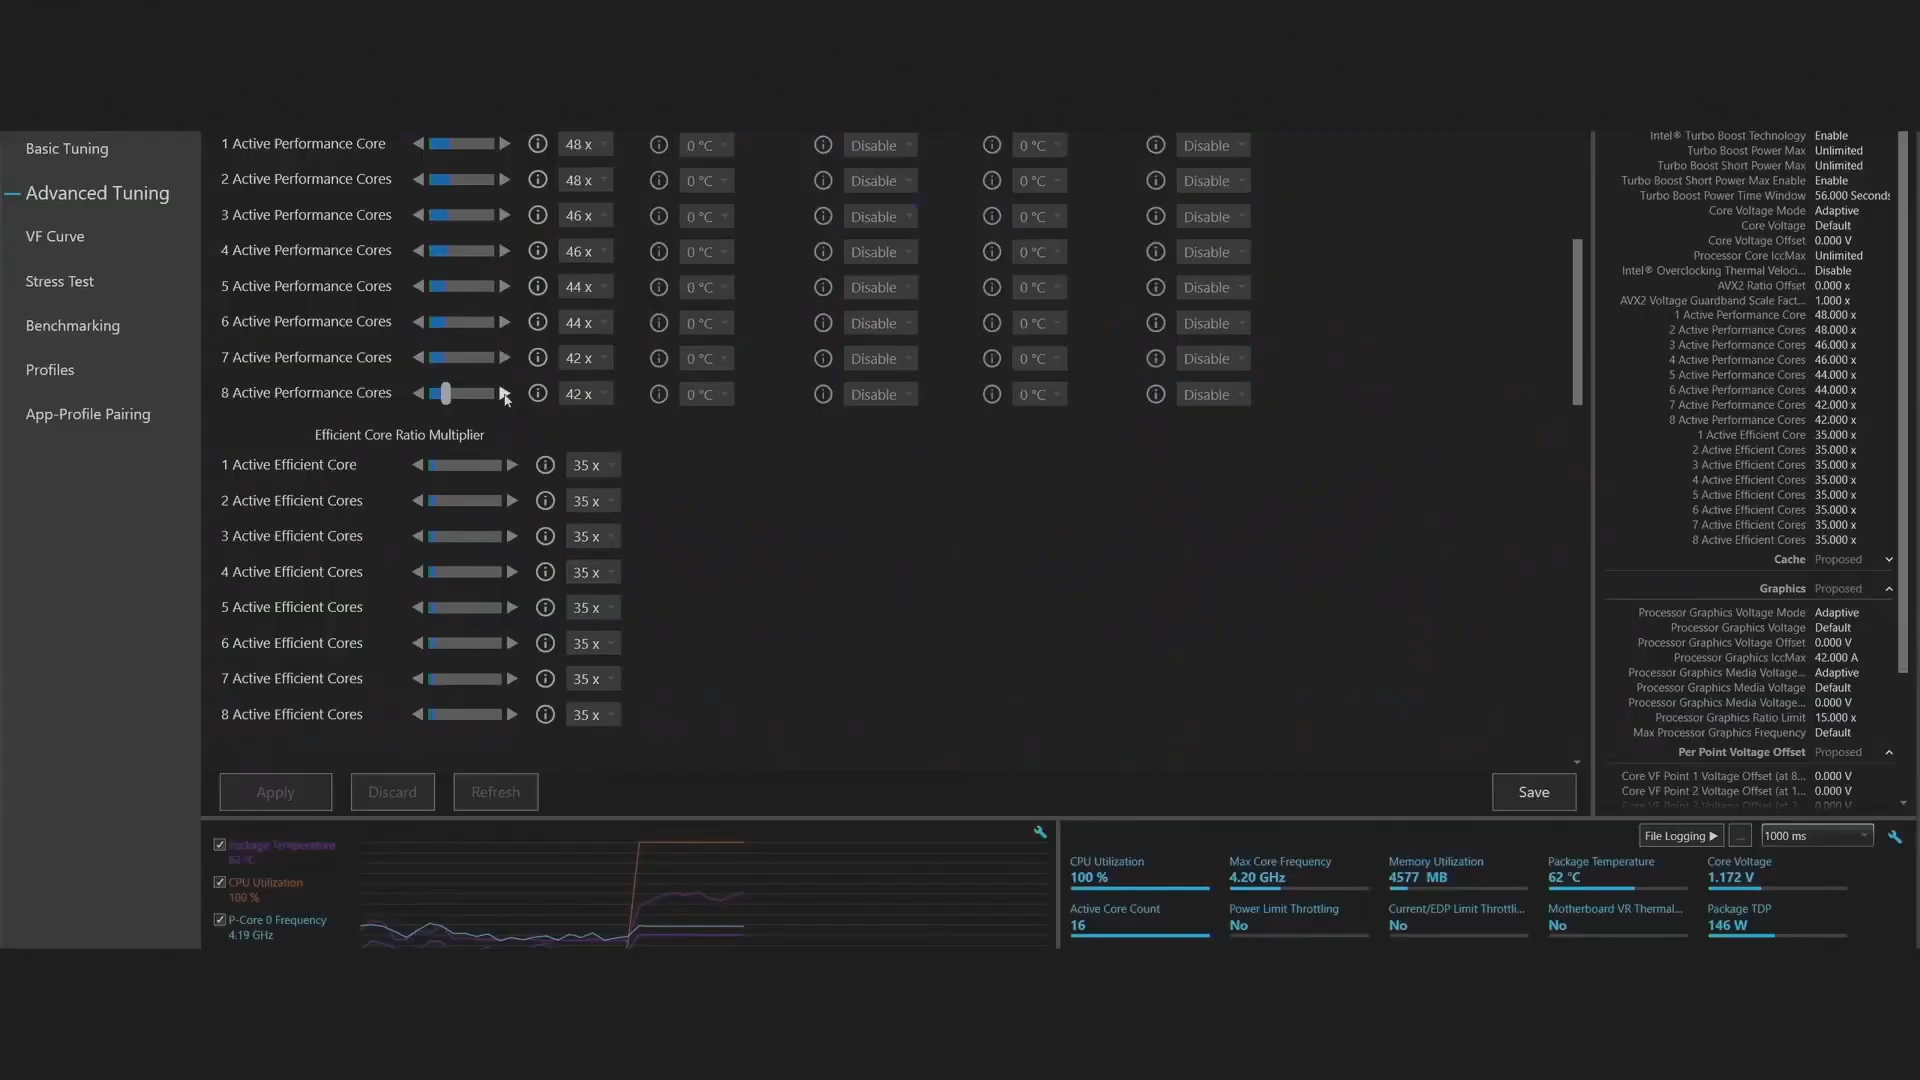 Basic Tuning
Advanced Tuning
VF Curve
Stress Test
Benchmarking
Profiles
App-Profile Pairing
1 Active Performance Core 48 x 0 °C Disable 0 °C Disable
2 Active Performance Cores 48 x 0 °C Disable 0 °C Disable
3 Active Performance Cores 46 x 0 °C Disable 0 °C Disable
4 Active Performance Cores 46 x 0 °C Disable 0 °C Disable
5 Active Performance Cores 44 x 0 °C Disable 0 °C Disable
6 Active Performance Cores 44 x 0 °C Disable 0 °C Disable
7 Active Performance Cores 42 x 0 °C Disable 0 °C Disable
8 Active Performance Cores 42 x 0 °C Disable 0 °C Disable
Efficient Core Ratio Multiplier
1 Active Efficient Core 35 x
2 Active Efficient Cores 35 x
3 Active Efficient Cores 35 x
4 Active Efficient Cores 35 x
5 Active Efficient Cores 35 x
6 Active Efficient Cores 35 x
7 Active Efficient Cores 35 x
8 Active Efficient Cores 35 x
Apply Discard Refresh Save
Intel® Turbo Boost Technology Enable
Turbo Boost Power Max Unlimited
Turbo Boost Short Power Max Unlimited
Turbo Boost Short Power Max Enable Enable
Turbo Boost Power Time Window 56.000 Seconds
Core Voltage Mode Adaptive
Core Voltage Default
Core Voltage Offset 0.000 V
Processor Core IccMax Unlimited
Intel® Overclocking Thermal Veloci... Disable
AVX2 Ratio Offset 0.000 x
AVX2 Voltage Guardband Scale Fact... 1.000 x
1 Active Performance Core 48.000 x
2 Active Performance Cores 48.000 x
3 Active Performance Cores 46.000 x
4 Active Performance Cores 46.000 x
5 Active Performance Cores 44.000 x
6 Active Performance Cores 44.000 x
7 Active Performance Cores 42.000 x
8 Active Performance Cores 42.000 x
1 Active Efficient Core 35.000 x
2 Active Efficient Cores 35.000 x
3 Active Efficient Cores 35.000 x
4 Active Efficient Cores 35.000 x
5 Active Efficient Cores 35.000 x
6 Active Efficient Cores 35.000 x
7 Active Efficient Cores 35.000 x
8 Active Efficient Cores 35.000 x
Cache Proposed
Graphics Proposed
Processor Graphics Voltage Mode Adaptive
Processor Graphics Voltage Default
Processor Graphics Voltage Offset 0.000 V
Processor Graphics IccMax 42.000 A
Processor Graphics Media Voltage... Adaptive
Processor Graphics Media Voltage Default
Processor Graphics Media Voltage... 0.000 V
Processor Graphics Ratio Limit 15.000 x
Max Processor Graphics Frequency Default
Per Point Voltage Offset Proposed
Core VF Point 1 Voltage Offset (at 8... 0.000 V
Core VF Point 2 Voltage Offset (at 1... 0.000 V
Package Temperature
62 °C
CPU Utilization
100 %
P-Core 0 Frequency
4.19 GHz
File Logging ... 1000 ms
CPU Utilization
100 %
Max Core Frequency
4.20 GHz
Memory Utilization
4577 MB
Package Temperature
62 °C
Core Voltage
1.172 V
Active Core Count
16
Power Limit Throttling
No
Current/EDP Limit Throttli...
No
Motherboard VR Thermal...
No
Package TDP
146 W